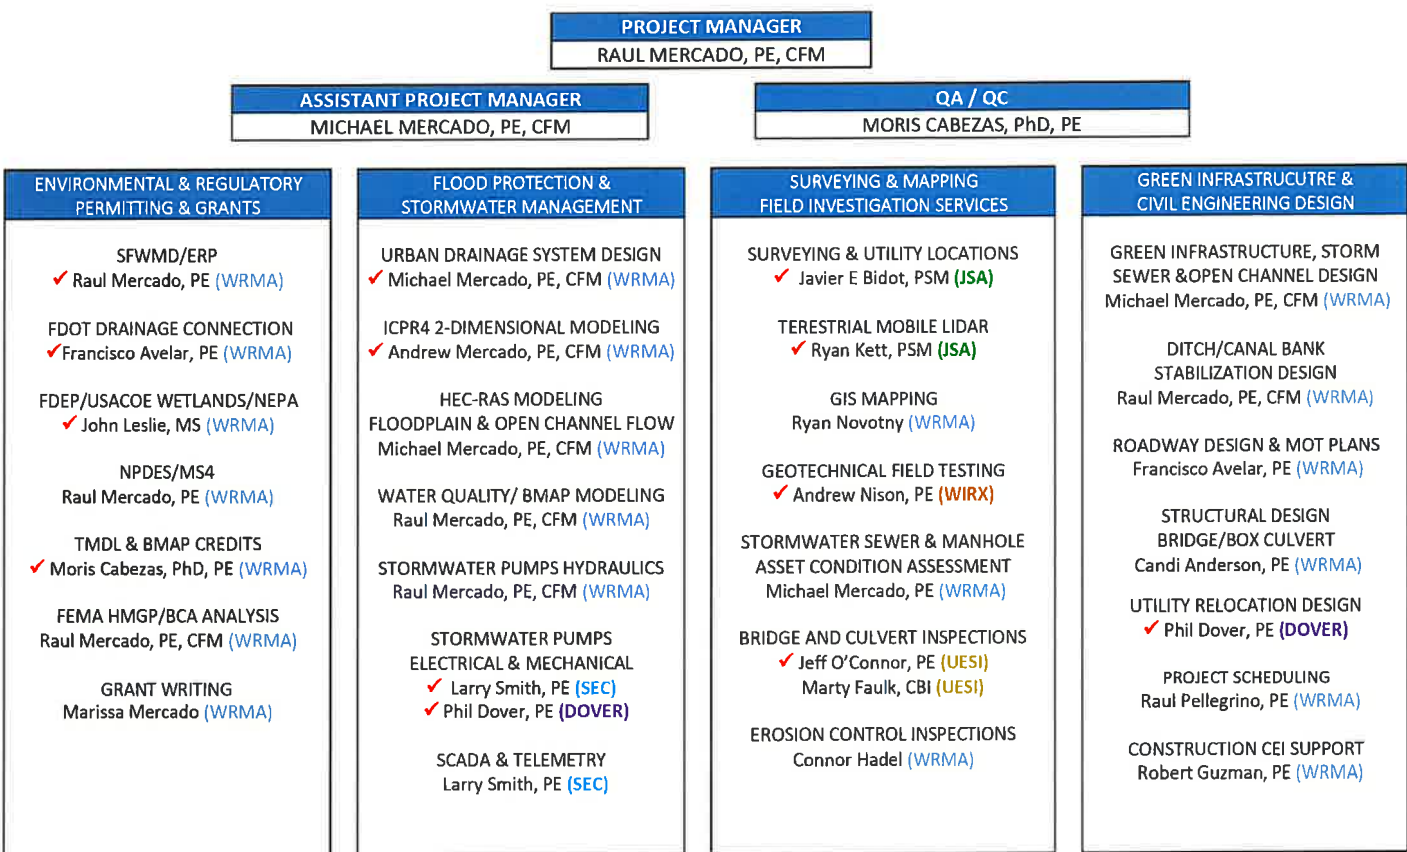 PROJECT MANAGER
RAUL MERCADO, PE, CFM
ASSISTANT PROJECT MANAGER
MICHAEL MERCADO, PE, CFM
QA / QC
MORIS CABEZAS, PhD, PE
ENVIRONMENTAL & REGULATORY
PERMITTING & GRANTS
SFWMD/ERP
✓ Raul Mercado, PE (WRMA)
FDOT DRAINAGE CONNECTION
✓Francisco Avelar, PE (WRMA)
FDEP/USACOE WETLANDS/NEPA
✓ John Leslie, MS (WRMA)
NPDES/MS4
Raul Mercado, PE (WRMA)
TMDL & BMAP CREDITS
✓ Moris Cabezas, PhD, PE (WRMA)
FEMA HMGP/BCA ANALYSIS
Raul Mercado, PE, CFM (WRMA)
GRANT WRITING
Marissa Mercado (WRMA)
FLOOD PROTECTION &
STORMWATER MANAGEMENT
URBAN DRAINAGE SYSTEM DESIGN
✓ Michael Mercado, PE, CFM (WRMA)
ICPR4 2-DIMENSIONAL MODELING
✓ Andrew Mercado, PE, CFM (WRMA)
HEC-RAS MODELING
FLOODPLAIN & OPEN CHANNEL FLOW
Michael Mercado, PE, CFM (WRMA)
WATER QUALITY/ BMAP MODELING
Raul Mercado, PE, CFM (WRMA)
STORMWATER PUMPS HYDRAULICS
Raul Mercado, PE, CFM (WRMA)
STORMWATER PUMPS
ELECTRICAL & MECHANICAL
✓ Larry Smith, PE (SEC)
✓ Phil Dover, PE (DOVER)
SCADA & TELEMETRY
Larry Smith, PE (SEC)
SURVEYING & MAPPING
FIELD INVESTIGATION SERVICES
SURVEYING & UTILITY LOCATIONS
✓ Javier E Bidot, PSM (JSA)
TERESTRIAL MOBILE LIDAR
✓ Ryan Kett, PSM (JSA)
GIS MAPPING
Ryan Novotny (WRMA)
GEOTECHNICAL FIELD TESTING
✓ Andrew Nison, PE (WIRX)
STORMWATER SEWER & MANHOLE
ASSET CONDITION ASSESSMENT
Michael Mercado, PE (WRMA)
BRIDGE AND CULVERT INSPECTIONS
✓ Jeff O'Connor, PE (UESI)
Marty Faulk, CBI (UESI)
EROSION CONTROL INSPECTIONS
Connor Hadel (WRMA)
GREEN INFRASTRUCUTRE &
CIVIL ENGINEERING DESIGN
GREEN INFRASTRUCTURE, STORM
SEWER &OPEN CHANNEL DESIGN
Michael Mercado, PE, CFM (WRMA)
DITCH/CANAL BANK
STABILIZATION DESIGN
Raul Mercado, PE, CFM (WRMA)
ROADWAY DESIGN & MOT PLANS
Francisco Avelar, PE (WRMA)
STRUCTURAL DESIGN
BRIDGE/BOX CULVERT
Candi Anderson, PE (WRMA)
UTILITY RELOCATION DESIGN
✓ Phil Dover, PE (DOVER)
PROJECT SCHEDULING
Raul Pellegrino, PE (WRMA)
CONSTRUCTION CEI SUPPORT
Robert Guzman, PE (WRMA)